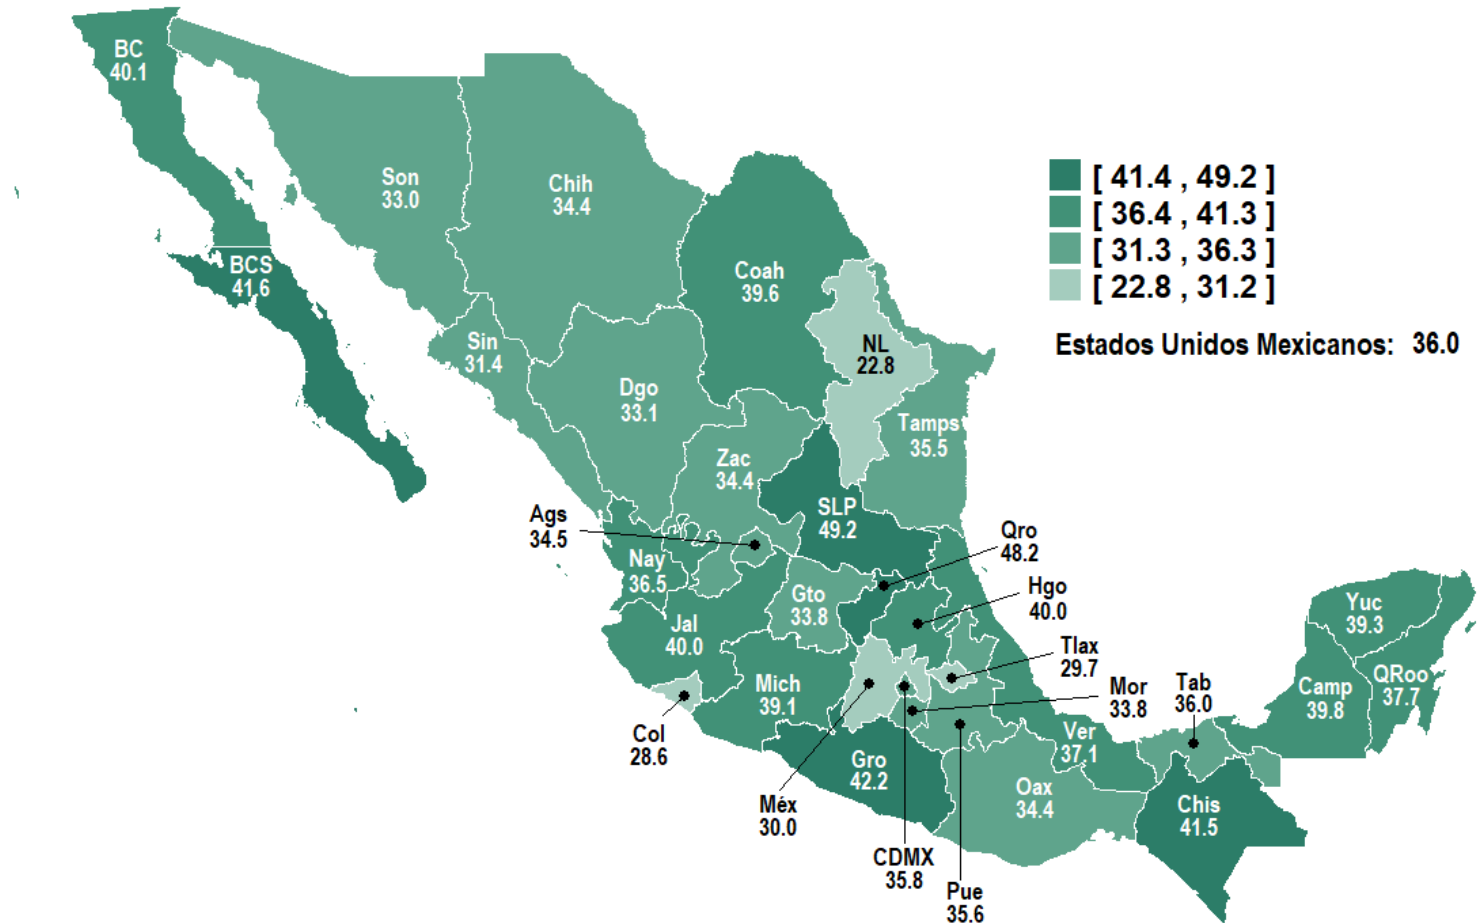 BC
40.1
Son
33.0
Chih
34.4
[ 41.4 , 49.2 ]
[ 36.4 , 41.3 ]
[ 31.3 , 36.3 ]
[ 22.8 , 31.2 ]
Estados Unidos Mexicanos: 36.0
BCS
41.6
Coah
39.6
Sin
31.4
NL
22.8
Dgo
33.1
Tamps
35.5
Zac
34.4
SLP
49.2
Ags
34.5
Qro
48.2
Nay
36.5
Gto
33.8
Hgo
40.0
Jal
40.0
Yuc
39.3
Tlax
29.7
Mich
39.1
Mor
33.8
Tab
36.0
Camp
39.8
QRoo
37.7
Col
28.6
Ver
37.1
Gro
42.2
Oax
34.4
Méx
30.0
Chis
41.5
CDMX
35.8
Pue
35.6